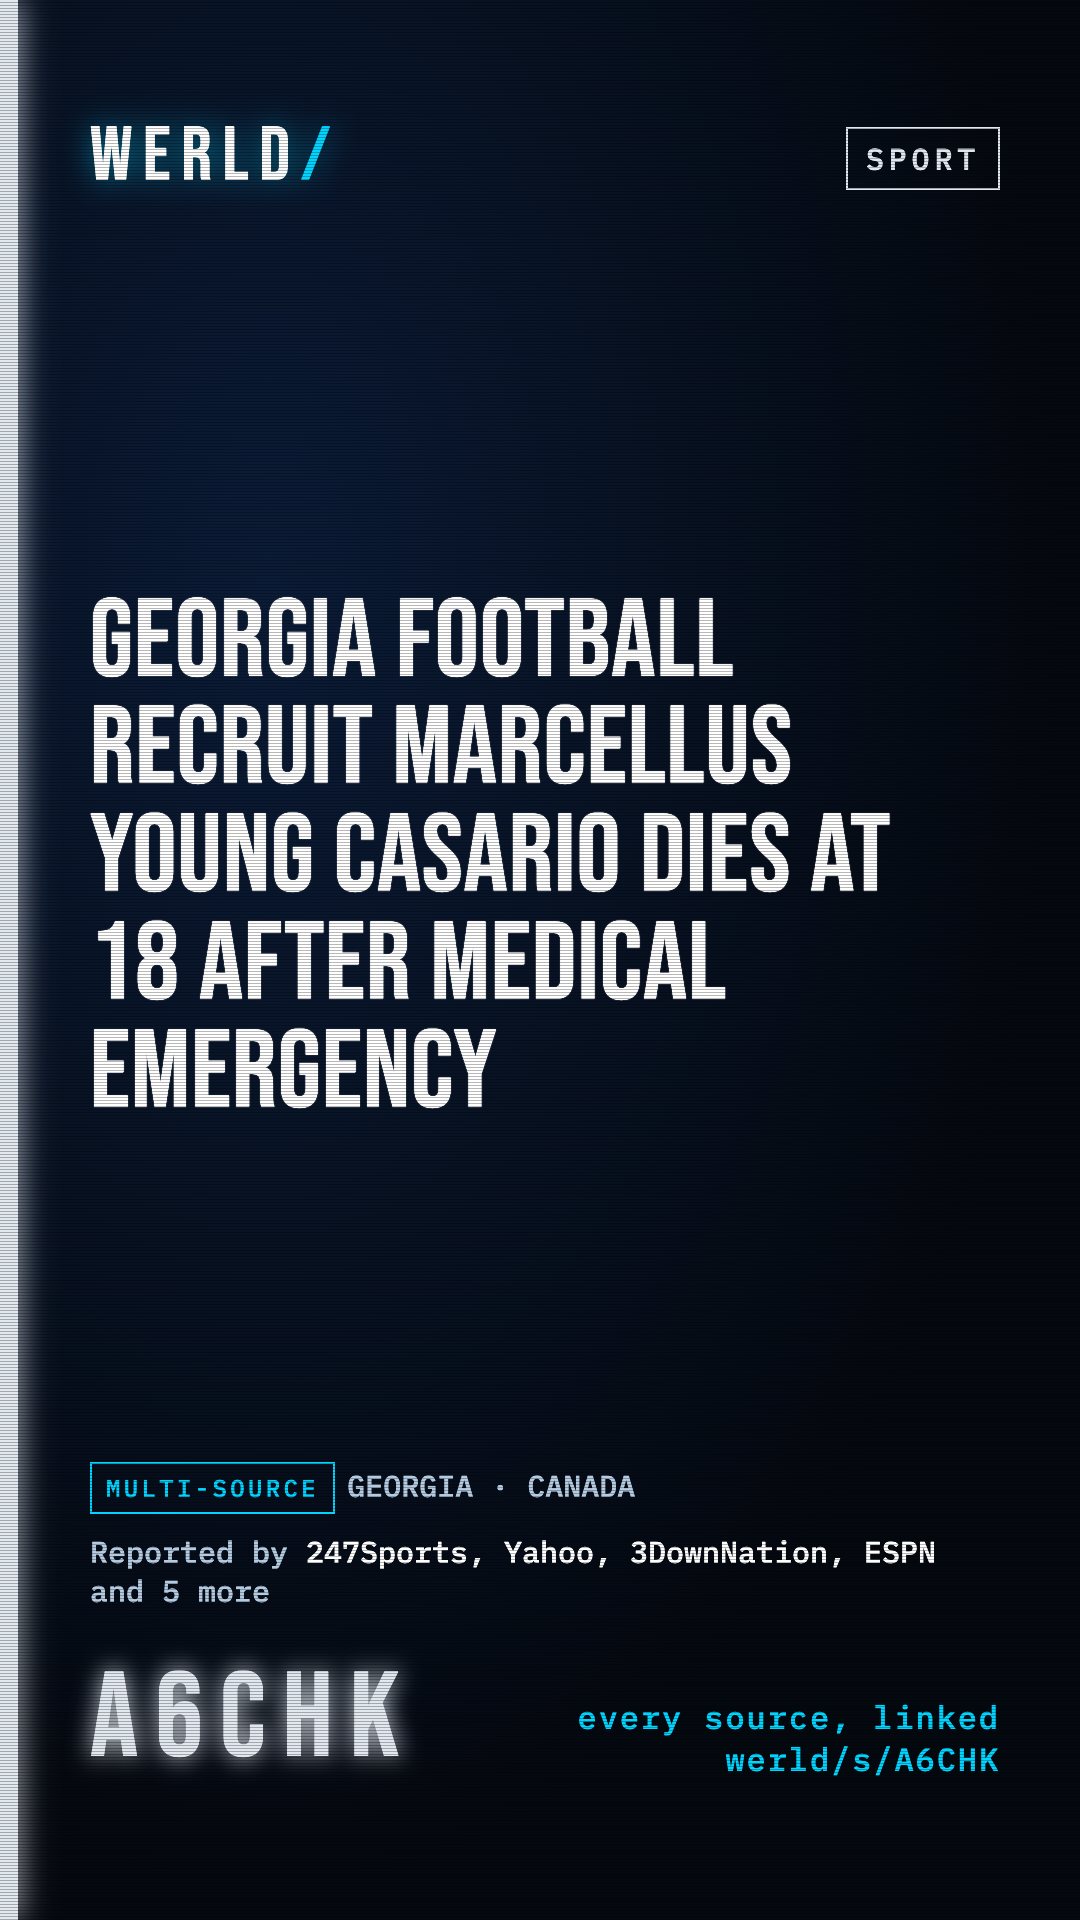 WERLD/
SPORT
GEORGIA FOOTBALL
RECRUIT MARCELLUS
YOUNG CASARIO DIES AT
18 AFTER MEDICAL
EMERGENCY
MULTI-SOURCE GEORGIA · CANADA
Reported by 247Sports, Yahoo, 3DownNation, ESPN
and 5 more
A6CHK
every source, linked
werld/s/A6CHK